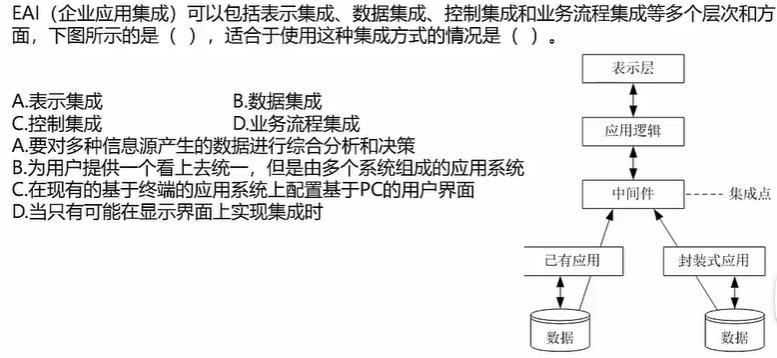 EAI（企业应用集成）可以包括表示集成、数据集成、控制集成和业务流程集成等多个层次和方
面，下图所示的是（ ），适合于使用这种集成方式的情况是（ ）。
A.表示集成 B.数据集成
C.控制集成 D.业务流程集成
A.要对多种信息源产生的数据进行综合分析和决策
B.为用户提供一个看上去统一，但是由多个系统组成的应用系统
C.在现有的基于终端的应用系统上配置基于PC的用户界面
D.当只有可能在显示界面上实现集成时
表示层
应用逻辑
中间件 集成点
已有应用 封装式应用
数据 数据